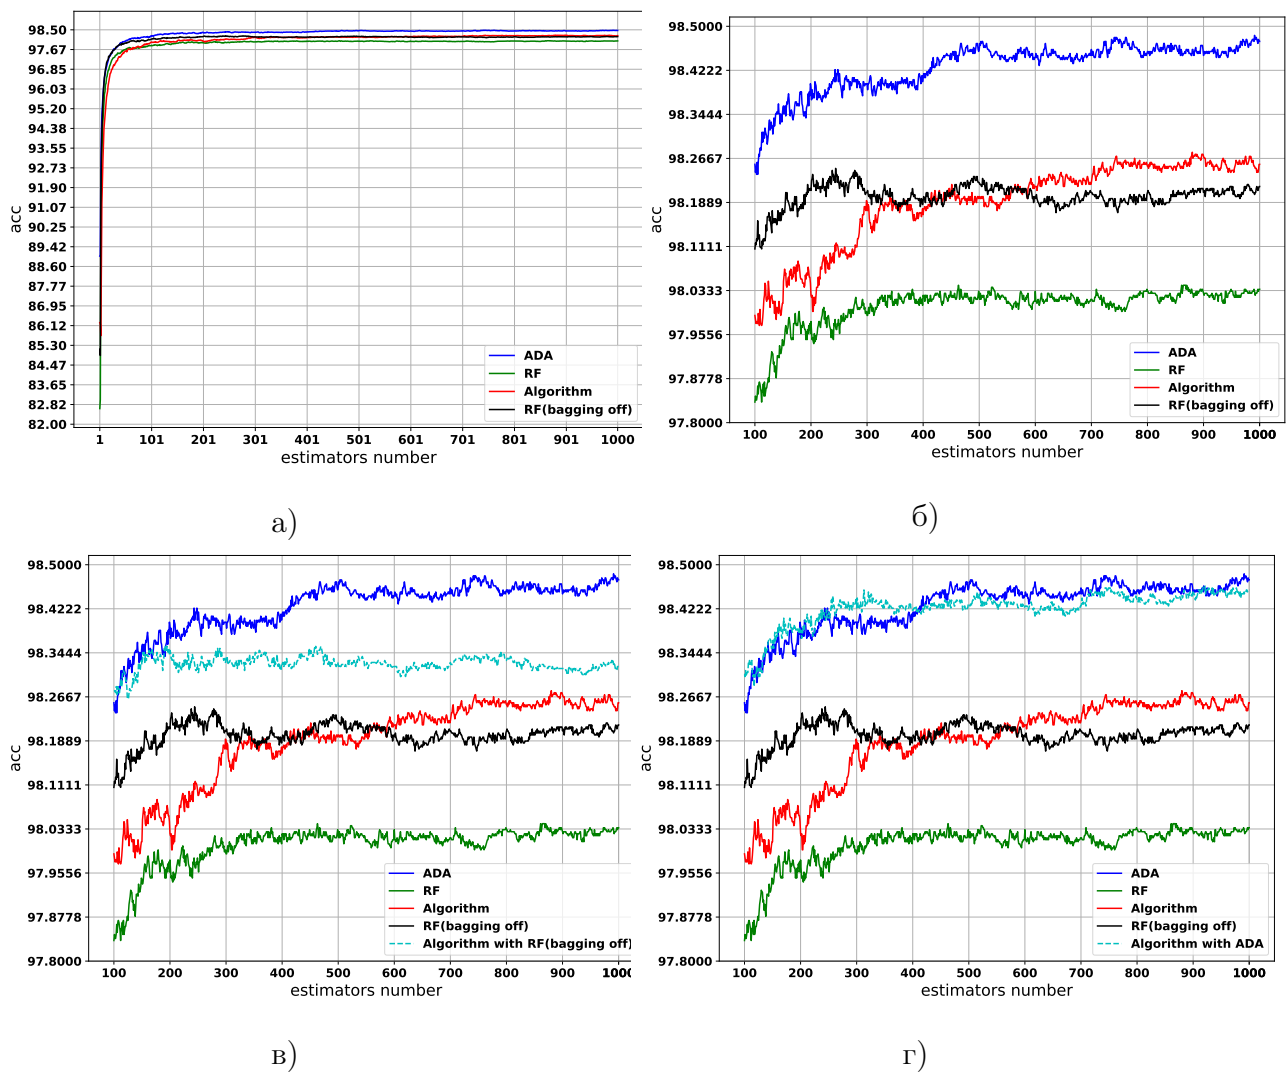 98.50
97.67
96.85
96.03
95.20
94.38
93.55
92.73
91.90
91.07
90.25
89.42
88.60
87.77
86.95
86.12
85.30
84.47
83.65
82.82
82.00
acc
1 101 201 301 401 501 601 701 801 901 1000
estimators number
ADA
RF
Algorithm
RF(bagging off)
а)
98.5000
98.4222
98.3444
98.2667
98.1889
98.1111
98.0333
97.9556
97.8778
97.8000
acc
100 200 300 400 500 600 700 800 900 1000
estimators number
ADA
RF
Algorithm
RF(bagging off)
б)
98.5000
98.4222
98.3444
98.2667
98.1889
98.1111
98.0333
97.9556
97.8778
97.8000
acc
100 200 300 400 500 600 700 800 900 1000
estimators number
ADA
RF
Algorithm
RF(bagging off)
Algorithm with RF(bagging off)
в)
98.5000
98.4222
98.3444
98.2667
98.1889
98.1111
98.0333
97.9556
97.8778
97.8000
acc
100 200 300 400 500 600 700 800 900 1000
estimators number
ADA
RF
Algorithm
RF(bagging off)
Algorithm with ADA
г)